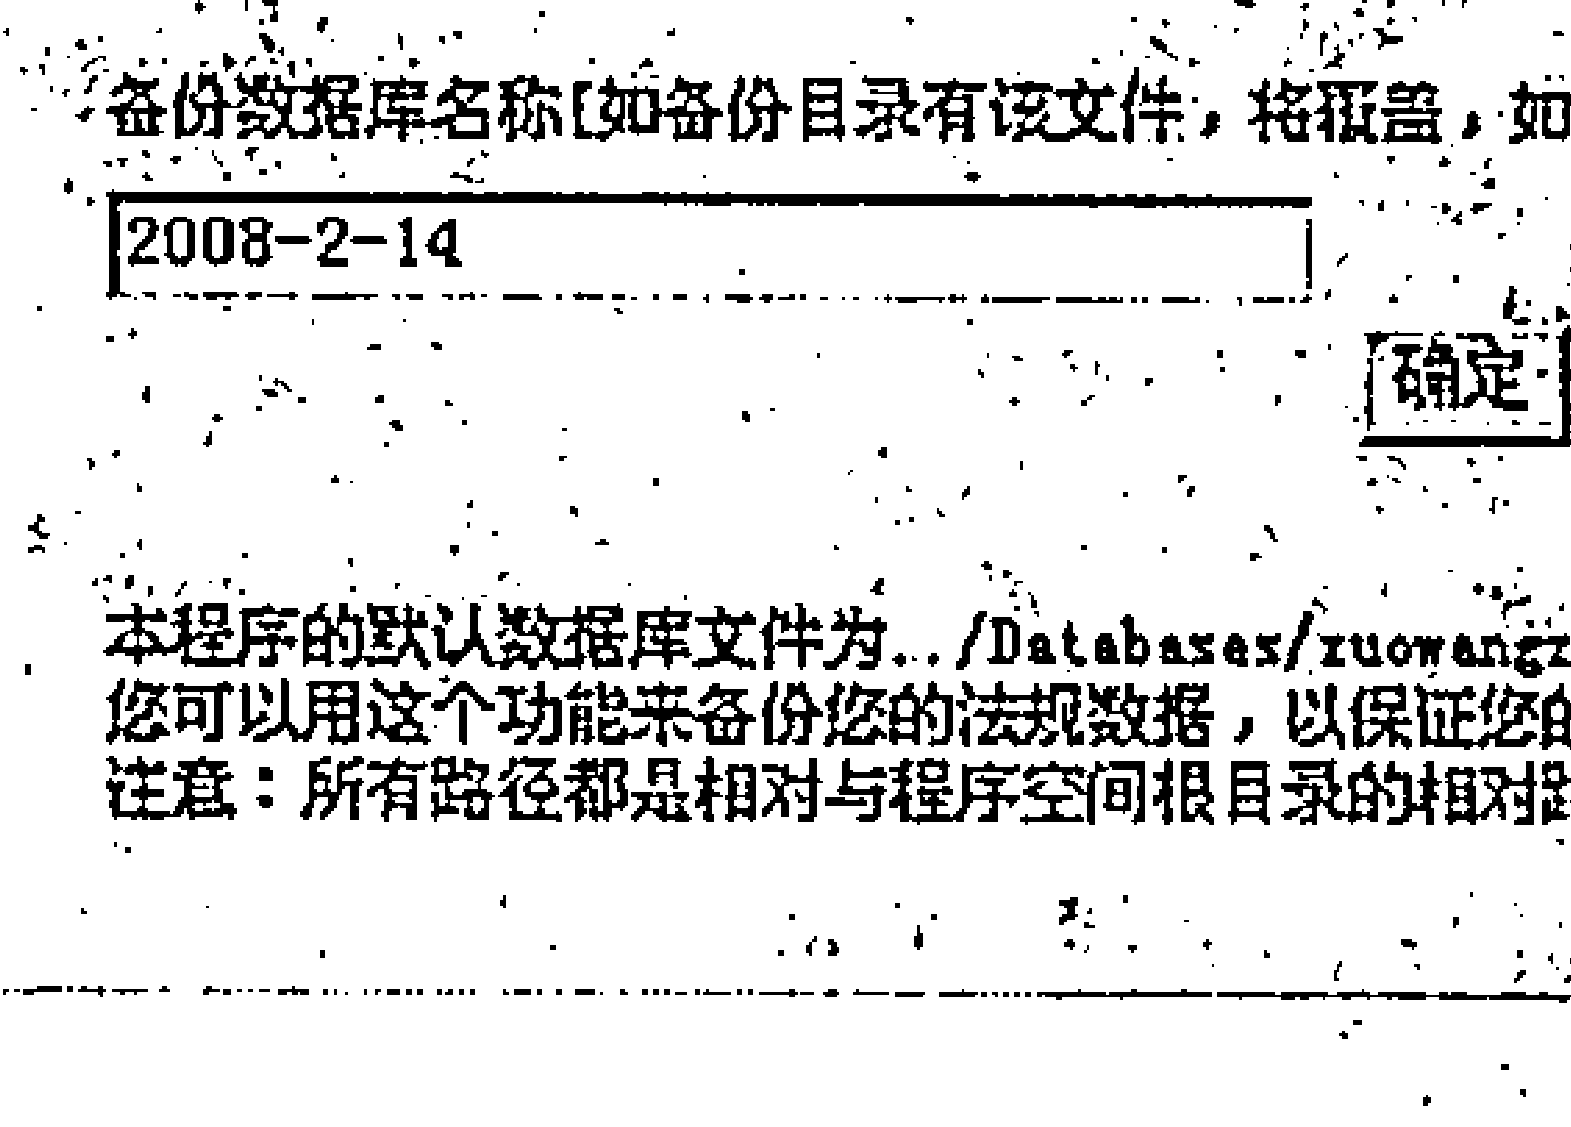 备份数据库名称[如备份目录有该文件，将覆盖，如
2008-2-14
确定
本程序的默认数据库文件为../Databases/zuowangz
您可以用这个功能来备份您的法规数据，以保证您的
注意：所有路径都是相对与程序空间根目录的相对路